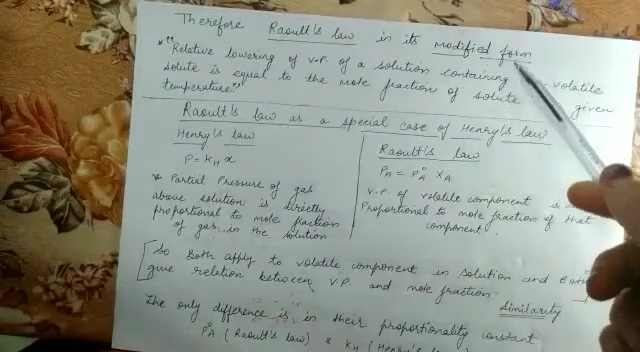 Therefore Raoult's law in its modified form
* "Relative lowering of v.p. of a solution containing volatile
solute is equal to the mole fraction of solute given
temperature."
Raoult's law as a special case of Henry's law
Henry's law
P = KH x
* Partial Pressure of gas
above solution is directly
proportional to mole fraction
of gas in the solution
Raoult's law
PA = P°A XA
V.P. of volatile component is
Proportional to mole fraction of that
component.
So Both apply to volatile component in solution and Both
give relation between V.P. and mole fraction.
Similarity
The only difference is in their proportionality constant
P°A (Raoult's law) & KH (Henry's